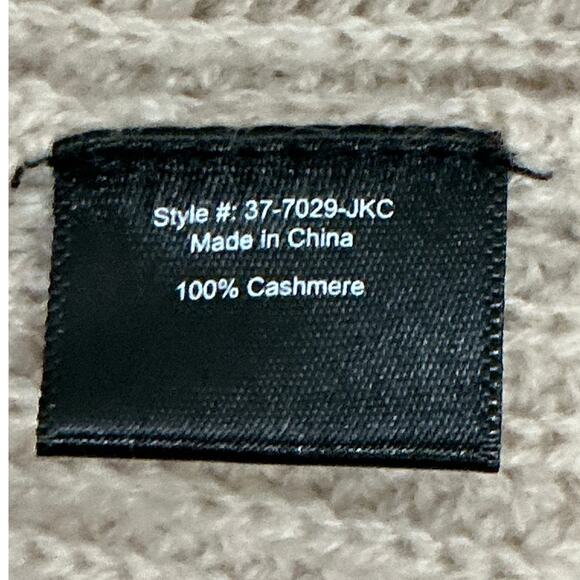 Style #: 37-7029-JKC
Made in China
100% Cashmere